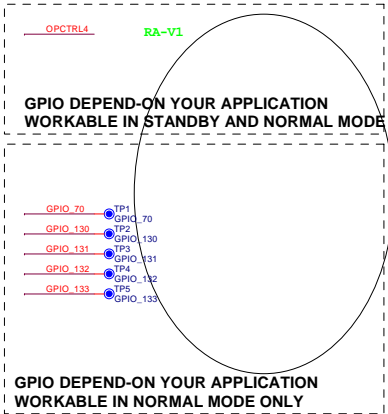 OPCTRL4 RA-V1
GPIO DEPEND-ON YOUR APPLICATION
WORKABLE IN STANDBY AND NORMAL MODE
GPIO_70 TP1
GPIO_70
GPIO_130 TP2
GPIO_130
GPIO_131 TP3
GPIO_131
GPIO_132 TP4
GPIO_132
GPIO_133 TP5
GPIO_133
GPIO DEPEND-ON YOUR APPLICATION
WORKABLE IN NORMAL MODE ONLY